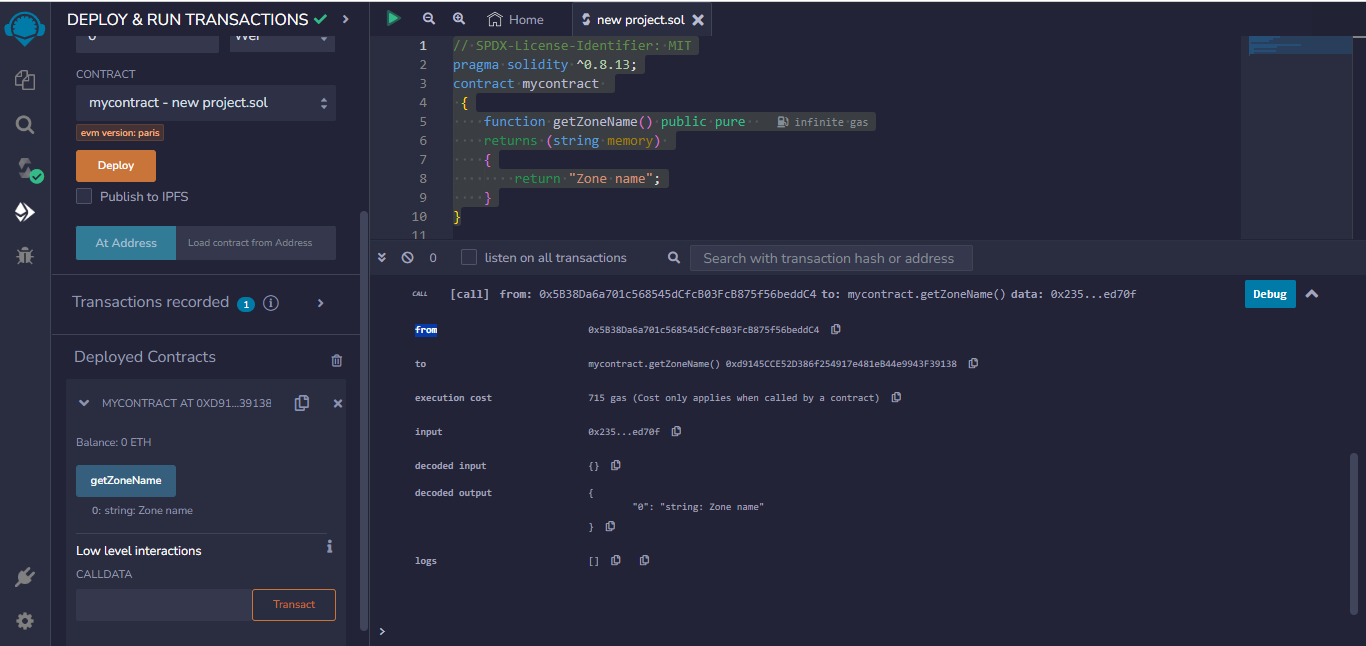 DEPLOY & RUN TRANSACTIONS
0
Wei
CONTRACT
mycontract - new project.sol
evm version: paris
Deploy
Publish to IPFS
At Address
Load contract from Address
Transactions recorded 1 i
Deployed Contracts
MYCONTRACT AT 0XD91...39138
Balance: 0 ETH
getZoneName
0: string: Zone name
Low level interactions
i
CALLDATA
Transact
Home
new project.sol
1 // SPDX-License-Identifier: MIT
2 pragma solidity ^0.8.13;
3 contract mycontract
4 {
5 function getZoneName() public pure infinite gas
6 returns (string memory)
7 {
8 return "Zone name";
9 }
10 }
11
0
listen on all transactions
Search with transaction hash or address
CALL [call] from: 0x5B38Da6a701c568545dCfcB03FcB875f56beddC4 to: mycontract.getZoneName() data: 0x235...ed70f
Debug
from 0x5B38Da6a701c568545dCfcB03FcB875f56beddC4
to mycontract.getZoneName() 0xd9145CCE52D386f254917e481eB44e9943F39138
execution cost 715 gas (Cost only applies when called by a contract)
input 0x235...ed70f
decoded input {}
decoded output {
"0": "string: Zone name"
}
logs []
>